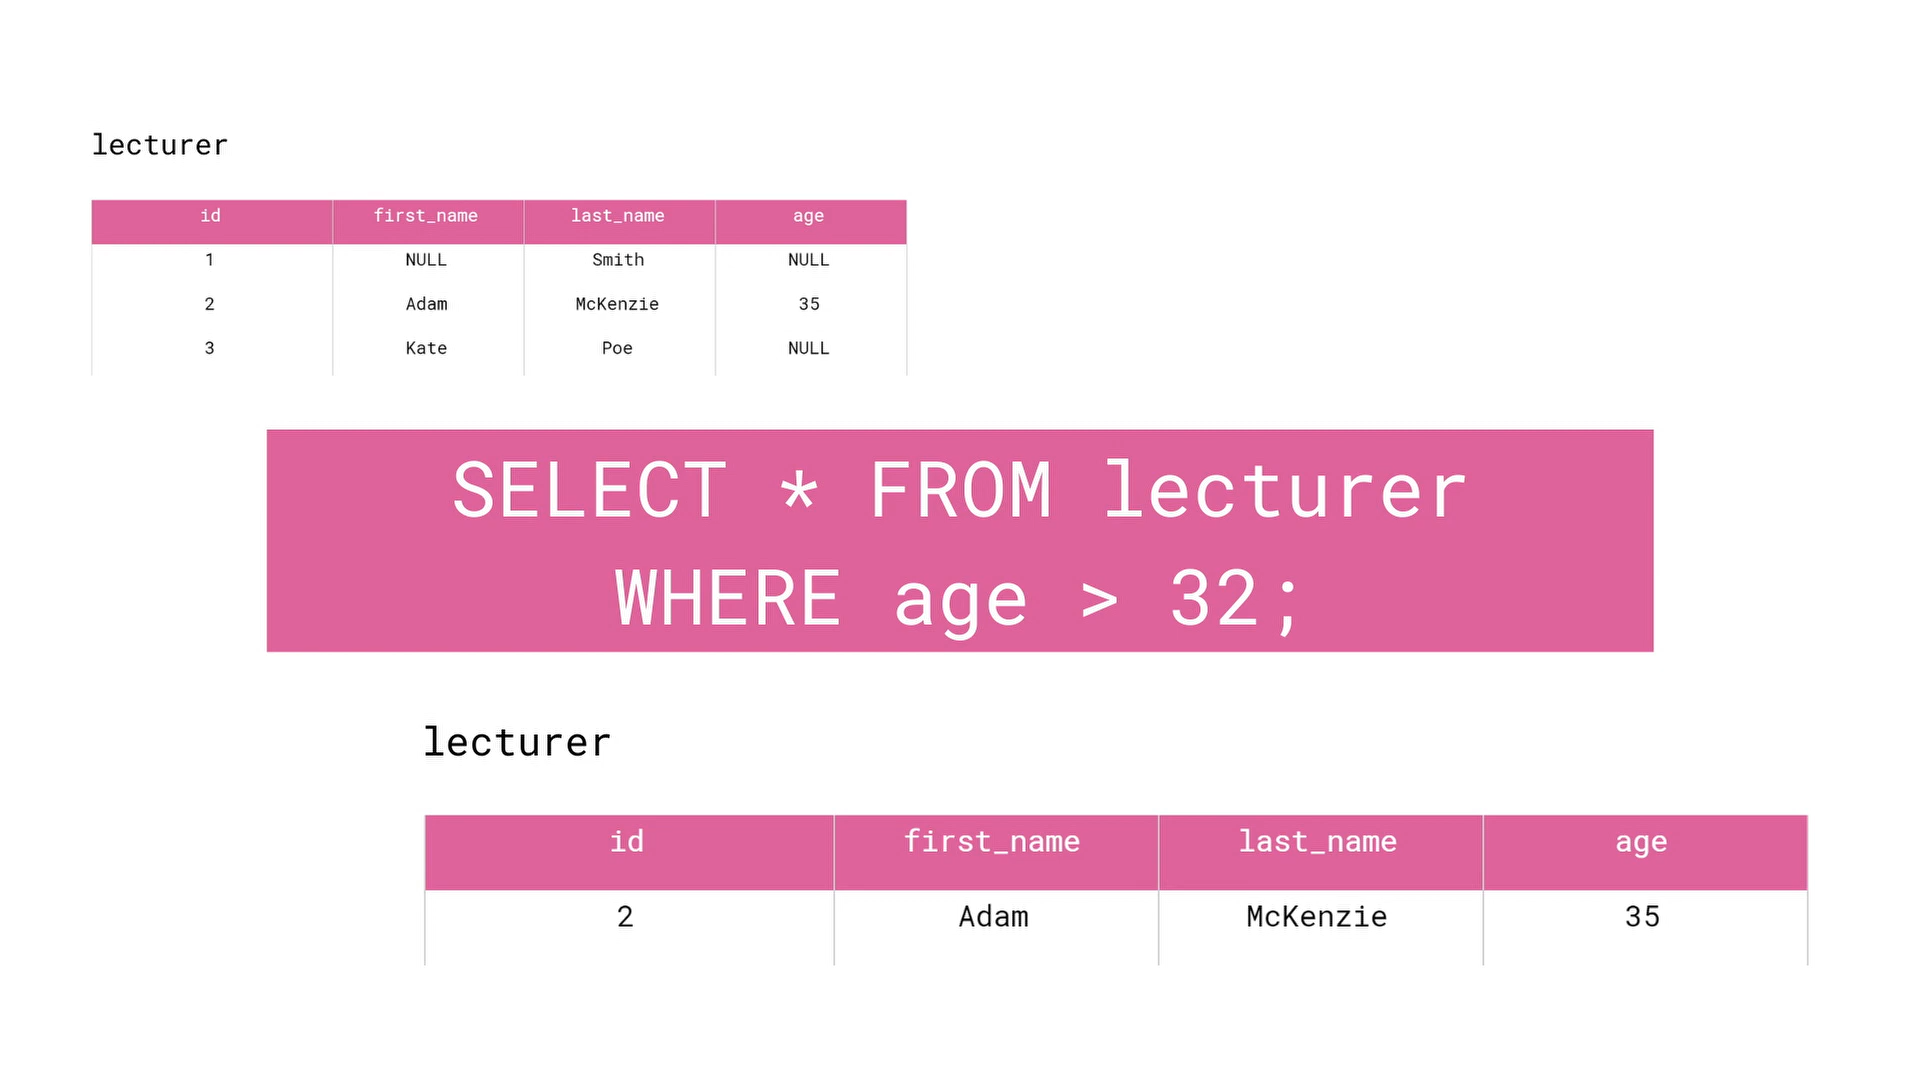 lecturer
id first_name last_name age
1 NULL Smith NULL
2 Adam McKenzie 35
3 Kate Poe NULL
SELECT * FROM lecturer
WHERE age > 32;
lecturer
id first_name last_name age
2 Adam McKenzie 35